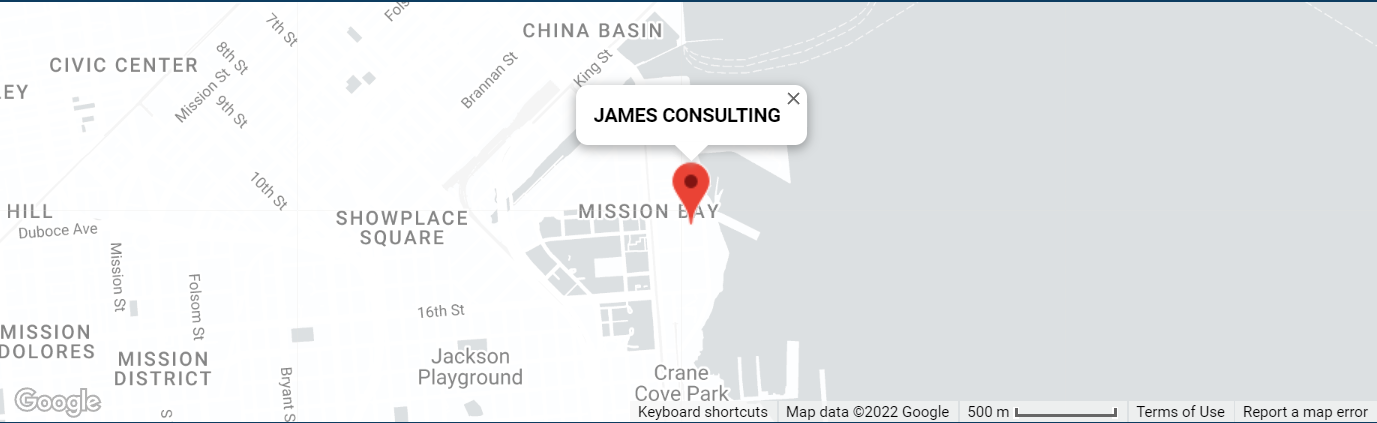 7th St
Fols
CHINA BASIN
CIVIC CENTER
8th St
King St
Brannan St
LEY
Mission St
9th St
JAMES CONSULTING
10th St
HILL
Duboce Ave
SHOWPLACE
SQUARE
MISSION BAY
Mission St
Folsom St
16th St
MISSION
DOLORES
MISSION
DISTRICT
Jackson
Playground
Bryant S
Crane
Cove Park
Google
S
Keyboard shortcuts
Map data ©2022 Google
500 m
Terms of Use
Report a map error